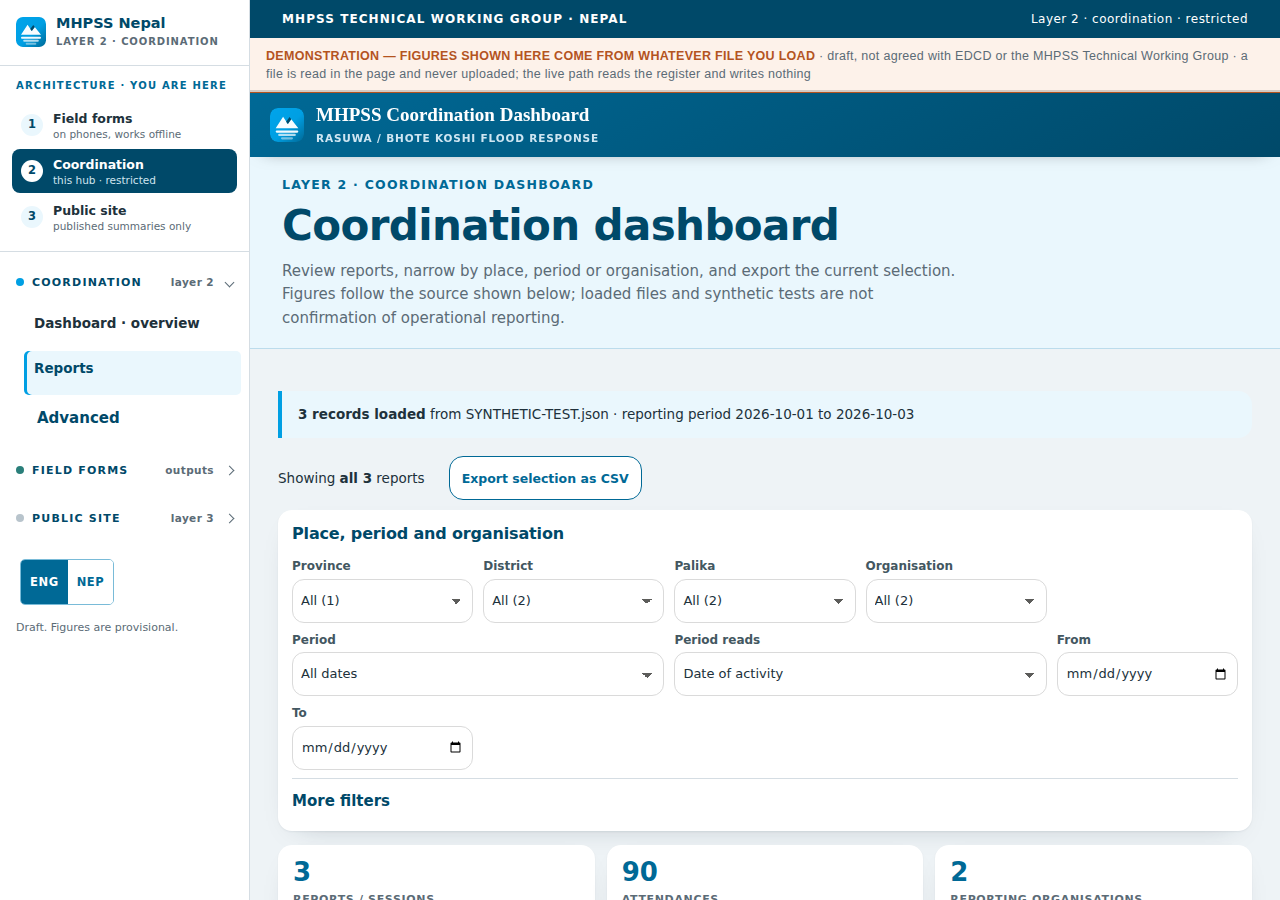 MHPSS Nepal
LAYER 2 · COORDINATION
ARCHITECTURE · YOU ARE HERE
1
Field forms
on phones, works offline
2
Coordination
this hub · restricted
3
Public site
published summaries only
COORDINATION layer 2
Dashboard · overview
Reports
Advanced
FIELD FORMS outputs
PUBLIC SITE layer 3
ENG NEP
Draft. Figures are provisional.
MHPSS TECHNICAL WORKING GROUP · NEPAL
Layer 2 · coordination · restricted
DEMONSTRATION — FIGURES SHOWN HERE COME FROM WHATEVER FILE YOU LOAD · draft, not agreed with EDCD or the MHPSS Technical Working Group · a
file is read in the page and never uploaded; the live path reads the register and writes nothing
MHPSS Coordination Dashboard
RASUWA / BHOTE KOSHI FLOOD RESPONSE
LAYER 2 · COORDINATION DASHBOARD
Coordination dashboard
Review reports, narrow by place, period or organisation, and export the current selection.
Figures follow the source shown below; loaded files and synthetic tests are not
confirmation of operational reporting.
3 records loaded from SYNTHETIC-TEST.json · reporting period 2026-10-01 to 2026-10-03
Showing all 3 reports
Export selection as CSV
Place, period and organisation
Province District Palika Organisation
All (1) All (2) All (2) All (2)
Period Period reads From
All dates Date of activity mm/dd/yyyy
To
mm/dd/yyyy
More filters
3 90 2
REPORTS / SESSIONS ATTENDANCES REPORTING ORGANISATIONS